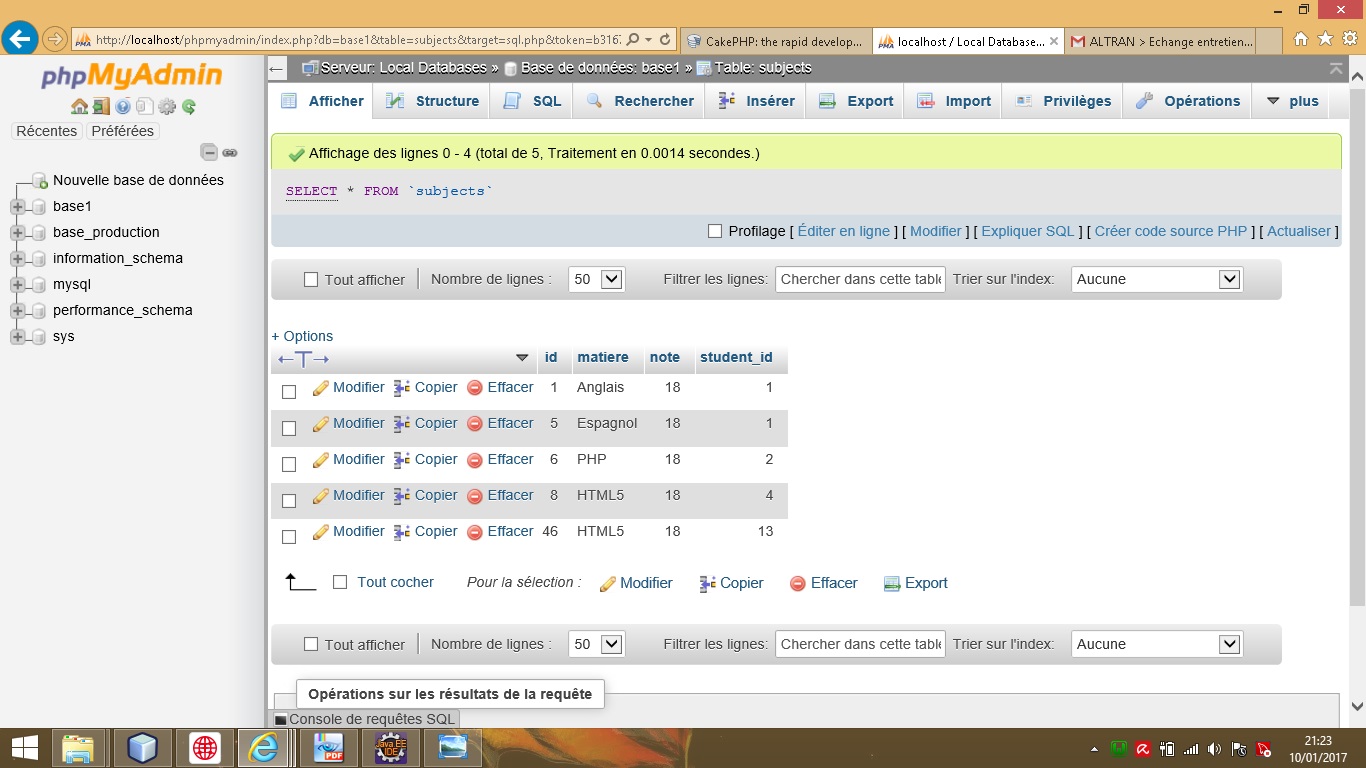 http://localhost/phpmyadmin/index.php?db=base1&table=subjects&target=sql.php&token=b316
CakePHP: the rapid develop...
localhost / Local Database...
Altran > Echange entretien...
phpMyAdmin
Récentes Préférées
Nouvelle base de données
base1
base_production
information_schema
mysql
performance_schema
sys
Serveur: Local Databases » Base de données: base1 » Table: subjects
Afficher Structure SQL Rechercher Insérer Export Import Privilèges Opérations plus
Affichage des lignes 0 - 4 (total de 5, Traitement en 0.0014 secondes.)
SELECT * FROM `subjects`
Profilage [ Éditer en ligne ] [ Modifier ] [ Expliquer SQL ] [ Créer code source PHP ] [ Actualiser ]
Tout afficher Nombre de lignes : 50 Filtrer les lignes: Chercher dans cette table Trier sur l'index: Aucune
+ Options
←T→ id matiere note student_id
Modifier Copier Effacer 1 Anglais 18 1
Modifier Copier Effacer 5 Espagnol 18 1
Modifier Copier Effacer 6 PHP 18 2
Modifier Copier Effacer 8 HTML5 18 4
Modifier Copier Effacer 46 HTML5 18 13
Tout cocher Pour la sélection : Modifier Copier Effacer Export
Tout afficher Nombre de lignes : 50 Filtrer les lignes: Chercher dans cette table Trier sur l'index: Aucune
Opérations sur les résultats de la requête
Console de requêtes SQL
PDF
Java EE
IDE
21:23
10/01/2017